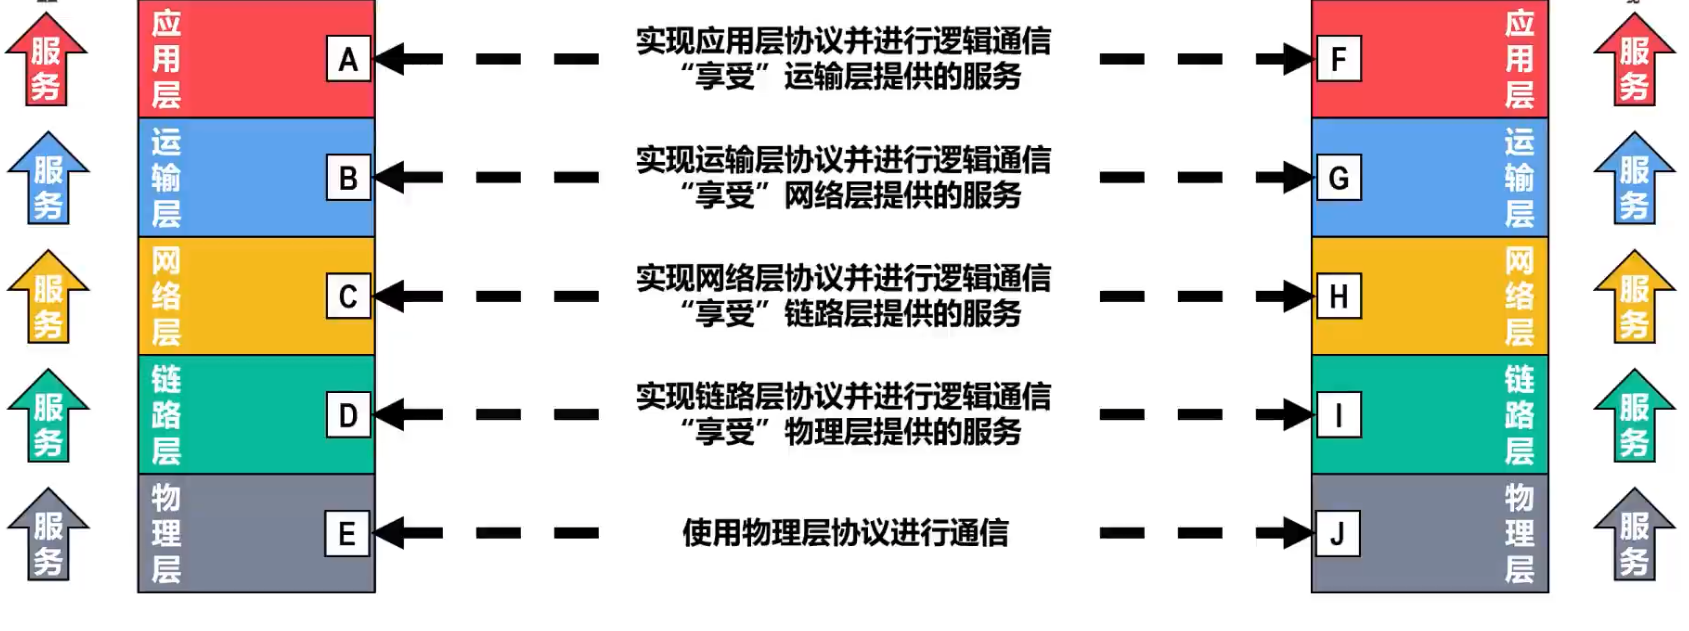 服务
应用层
A
实现应用层协议并进行逻辑通信
“享受”运输层提供的服务
F
应用层
服务
服务
运输层
B
实现运输层协议并进行逻辑通信
“享受”网络层提供的服务
G
运输层
服务
服务
网络层
C
实现网络层协议并进行逻辑通信
“享受”链路层提供的服务
H
网络层
服务
服务
链路层
D
实现链路层协议并进行逻辑通信
“享受”物理层提供的服务
I
链路层
服务
服务
物理层
E
使用物理层协议进行通信
J
物理层
服务